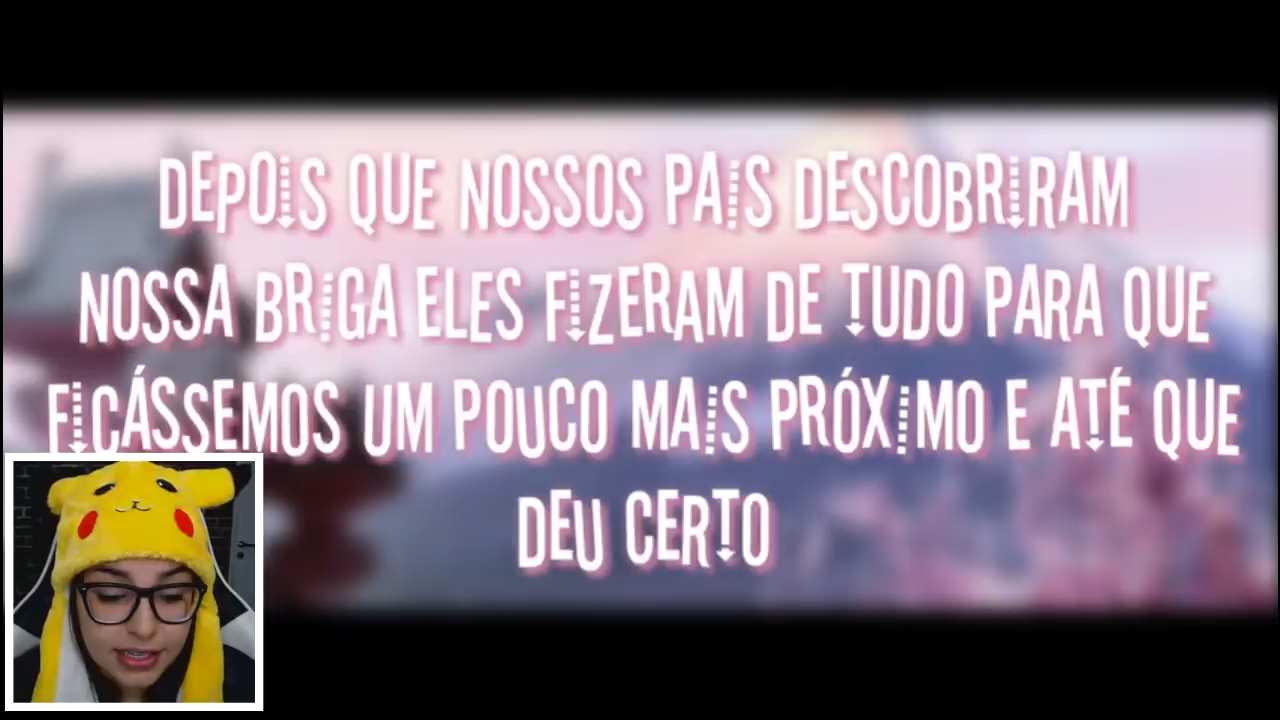 DEPOIS QUE NOSSOS PAIS DESCOBRIRAM
NOSSA BRIGA ELES FIZERAM DE TUDO PARA QUE
FICÁSSEMOS UM POUCO MAIS PRÓXIMO E ATÉ QUE
DEU CERTO